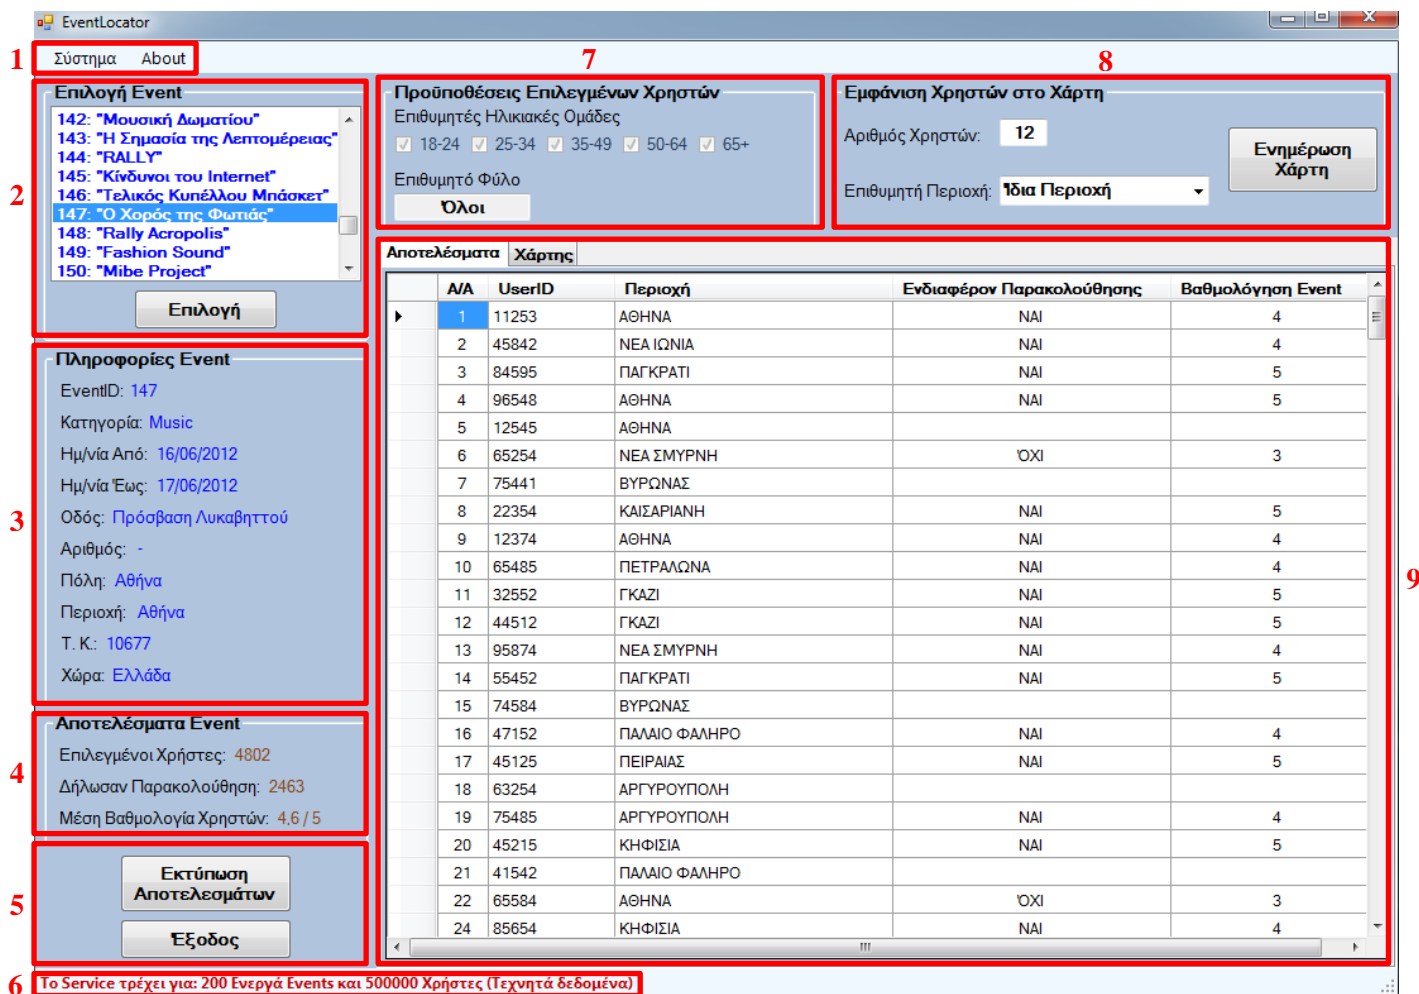 EventLocator
1
Σύστημα About
7
8
2
Επιλογή Event
142: "Μουσική Δωματίου"
143: "Η Σημασία της Λεπτομέρειας"
144: "RALLY"
145: "Κίνδυνοι του Internet"
146: "Τελικός Κυπέλλου Μπάσκετ"
147: "Ο Χορός της Φωτιάς"
148: "Rally Acropolis"
149: "Fashion Sound"
150: "Mibe Project"
Επιλογή
Προϋποθέσεις Επιλεγμένων Χρηστών
Επιθυμητές Ηλικιακές Ομάδες
18-24 25-34 35-49 50-64 65+
Επιθυμητό Φύλο
Όλοι
Εμφάνιση Χρηστών στο Χάρτη
Αριθμός Χρηστών: 12
Επιθυμητή Περιοχή: Ίδια Περιοχή
Ενημέρωση
Χάρτη
3
Πληροφορίες Event
EventID: 147
Κατηγορία: Music
Ημ/νία Από: 16/06/2012
Ημ/νία Έως: 17/06/2012
Οδός: Πρόσβαση Λυκαβηττού
Αριθμός: -
Πόλη: Αθήνα
Περιοχή: Αθήνα
Τ. Κ.: 10677
Χώρα: Ελλάδα
4
Αποτελέσματα Event
Επιλεγμένοι Χρήστες: 4802
Δήλωσαν Παρακολούθηση: 2463
Μέση Βαθμολογία Χρηστών: 4,6 / 5
5
Εκτύπωση
Αποτελεσμάτων
Έξοδος
9
Αποτελέσματα Χάρτης
Α/Α UserID Περιοχή Ενδιαφέρον Παρακολούθησης Βαθμολόγηση Event
1 11253 ΑΘΗΝΑ ΝΑΙ 4
2 45842 ΝΕΑ ΙΩΝΙΑ ΝΑΙ 4
3 84595 ΠΑΓΚΡΑΤΙ ΝΑΙ 5
4 96548 ΑΘΗΝΑ ΝΑΙ 5
5 12545 ΑΘΗΝΑ
6 65254 ΝΕΑ ΣΜΥΡΝΗ ΌΧΙ 3
7 75441 ΒΥΡΩΝΑΣ
8 22354 ΚΑΙΣΑΡΙΑΝΗ ΝΑΙ 5
9 12374 ΑΘΗΝΑ ΝΑΙ 4
10 65485 ΠΕΤΡΑΛΩΝΑ ΝΑΙ 4
11 32552 ΓΚΑΖΙ ΝΑΙ 5
12 44512 ΓΚΑΖΙ ΝΑΙ 5
13 95874 ΝΕΑ ΣΜΥΡΝΗ ΝΑΙ 4
14 55452 ΠΑΓΚΡΑΤΙ ΝΑΙ 5
15 74584 ΒΥΡΩΝΑΣ
16 47152 ΠΑΛΑΙΟ ΦΑΛΗΡΟ ΝΑΙ 4
17 45125 ΠΕΙΡΑΙΑΣ ΝΑΙ 5
18 63254 ΑΡΓΥΡΟΥΠΟΛΗ
19 75485 ΑΡΓΥΡΟΥΠΟΛΗ ΝΑΙ 4
20 45215 ΚΗΦΙΣΙΑ ΝΑΙ 5
21 41542 ΠΑΛΑΙΟ ΦΑΛΗΡΟ
22 65584 ΑΘΗΝΑ ΌΧΙ 3
24 85654 ΚΗΦΙΣΙΑ ΝΑΙ 4
6
Το Service τρέχει για: 200 Ενεργά Events και 500000 Χρήστες (Τεχνητά δεδομένα)